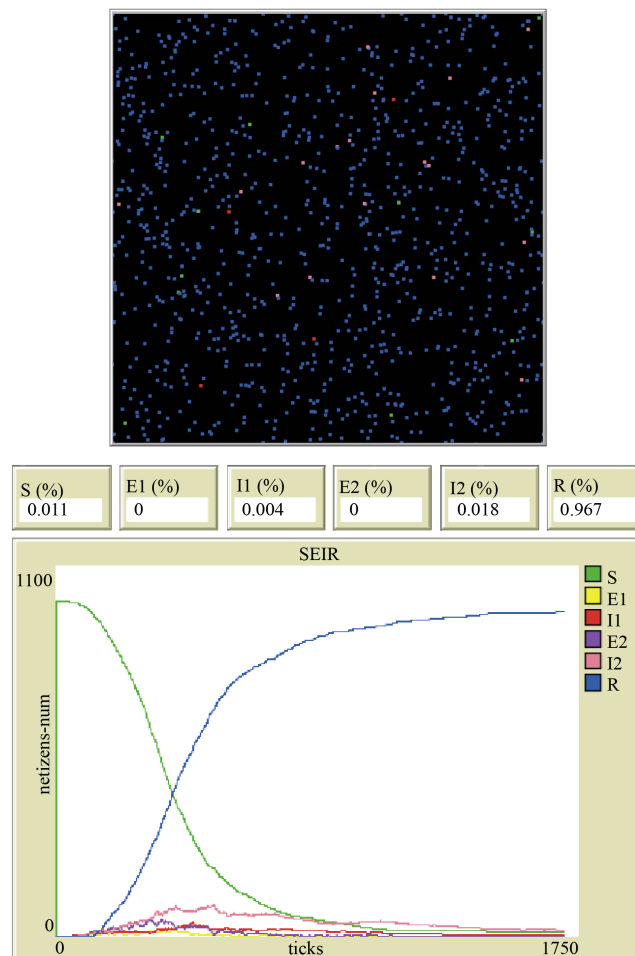 S (%) E1 (%) I1 (%) E2 (%) I2 (%) R (%)
0.011 0 0.004 0 0.018 0.967
SEIR
1100
netizens-num
0
0 ticks 1750
S
E1
I1
E2
I2
R